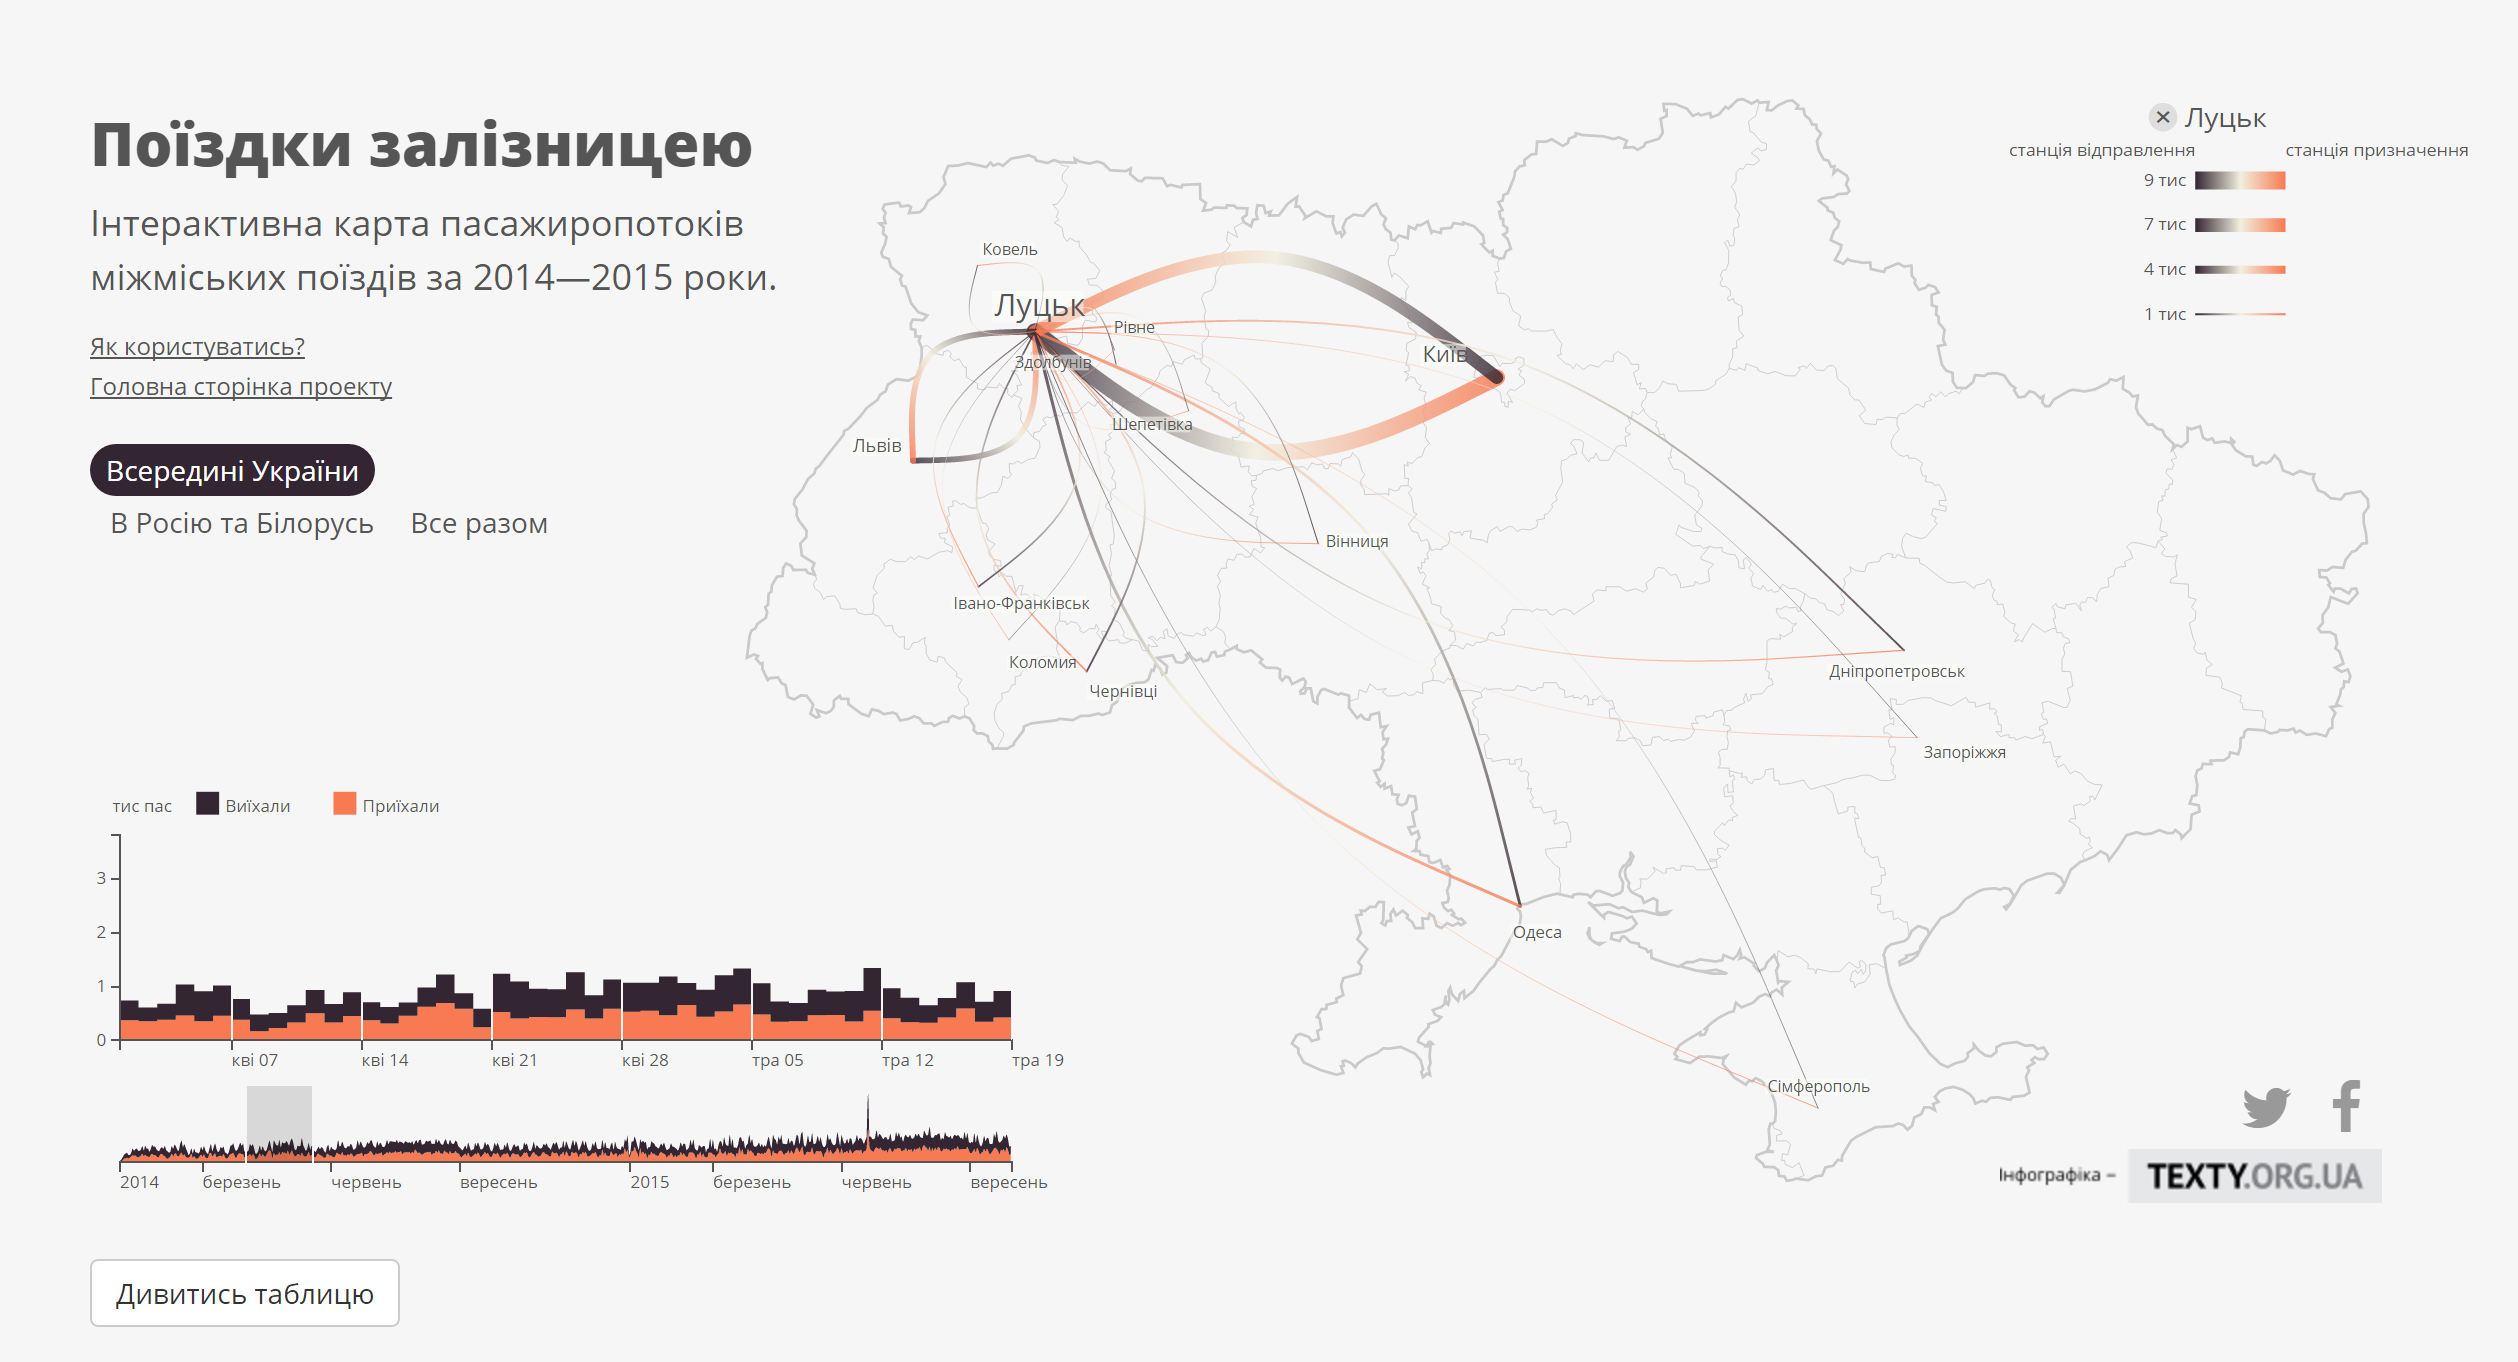 Поїздки залізницею
Інтерактивна карта пасажиропотоків
міжміських поїздів за 2014—2015 роки.
Як користуватись?
Головна сторінка проекту
Всередині України
В Росію та Білорусь
Все разом
✕ Луцьк
станція відправлення
станція призначення
9 тис
7 тис
4 тис
1 тис
Ковель
Луцьк
Рівне
Здолбунів
Київ
Шепетівка
Львів
Вінниця
Івано-Франківськ
Коломия
Чернівці
Дніпропетровськ
Запоріжжя
Одеса
Сімферополь
тис пас
Виїхали
Приїхали
3
2
1
0
кві 07
кві 14
кві 21
кві 28
тра 05
тра 12
тра 19
2014
березень
червень
вересень
2015
березень
червень
вересень
Інфографіка – TEXTY.ORG.UA
Дивитись таблицю